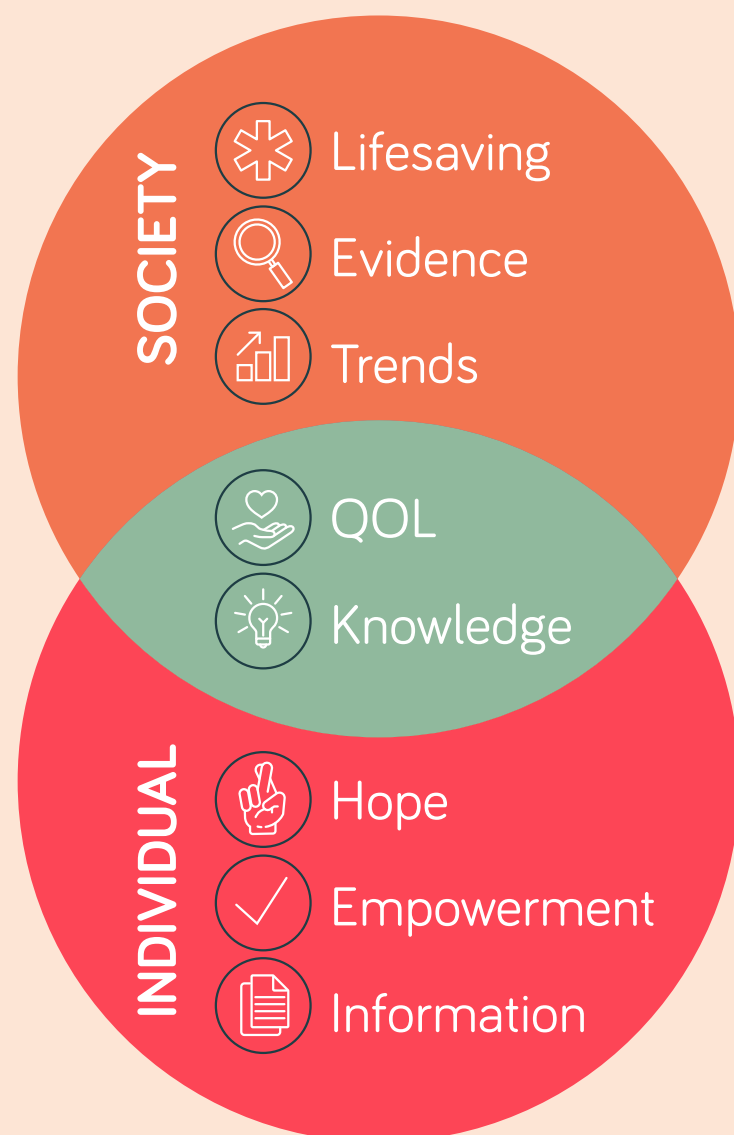 SOCIETY
Lifesaving
Evidence
Trends
QOL
Knowledge
INDIVIDUAL
Hope
Empowerment
Information